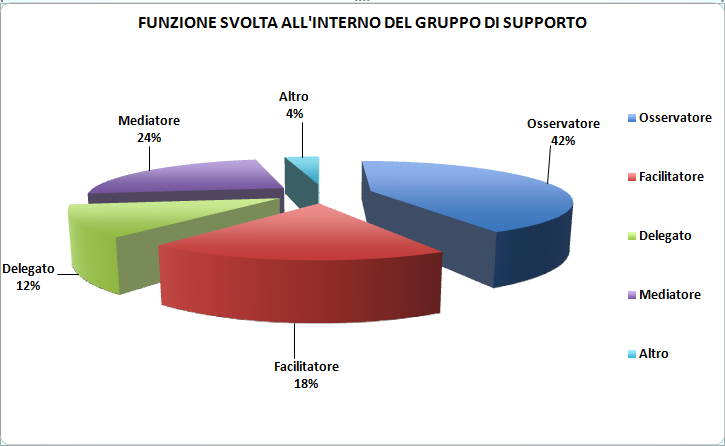 FUNZIONE SVOLTA ALL'INTERNO DEL GRUPPO DI SUPPORTO
Altro
4%
Mediatore
24%
Osservatore
42%
Delegato
12%
Facilitatore
18%
Osservatore
Facilitatore
Delegato
Mediatore
Altro